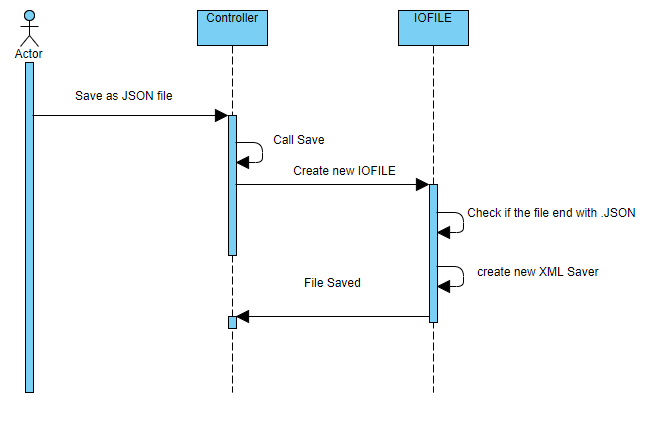 Controller
IOFILE
Actor
Save as JSON file
Call Save
Create new IOFILE
Check if the file end with .JSON
create new XML Saver
File Saved